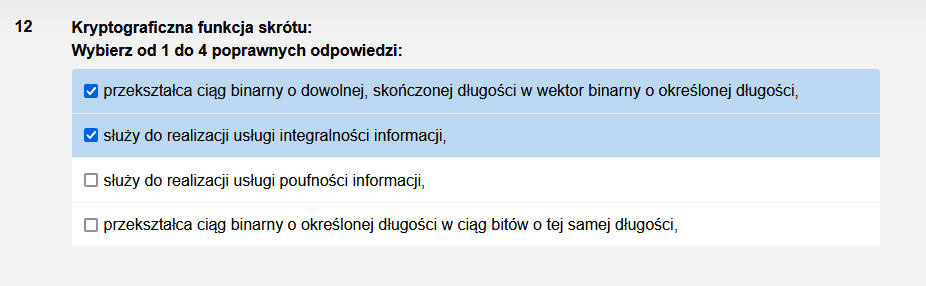 12 Kryptograficzna funkcja skrótu:
Wybierz od 1 do 4 poprawnych odpowiedzi:
przekształca ciąg binarny o dowolnej, skończonej długości w wektor binarny o określonej długości,
służy do realizacji usługi integralności informacji,
służy do realizacji usługi poufności informacji,
przekształca ciąg binarny o określonej długości w ciąg bitów o tej samej długości,